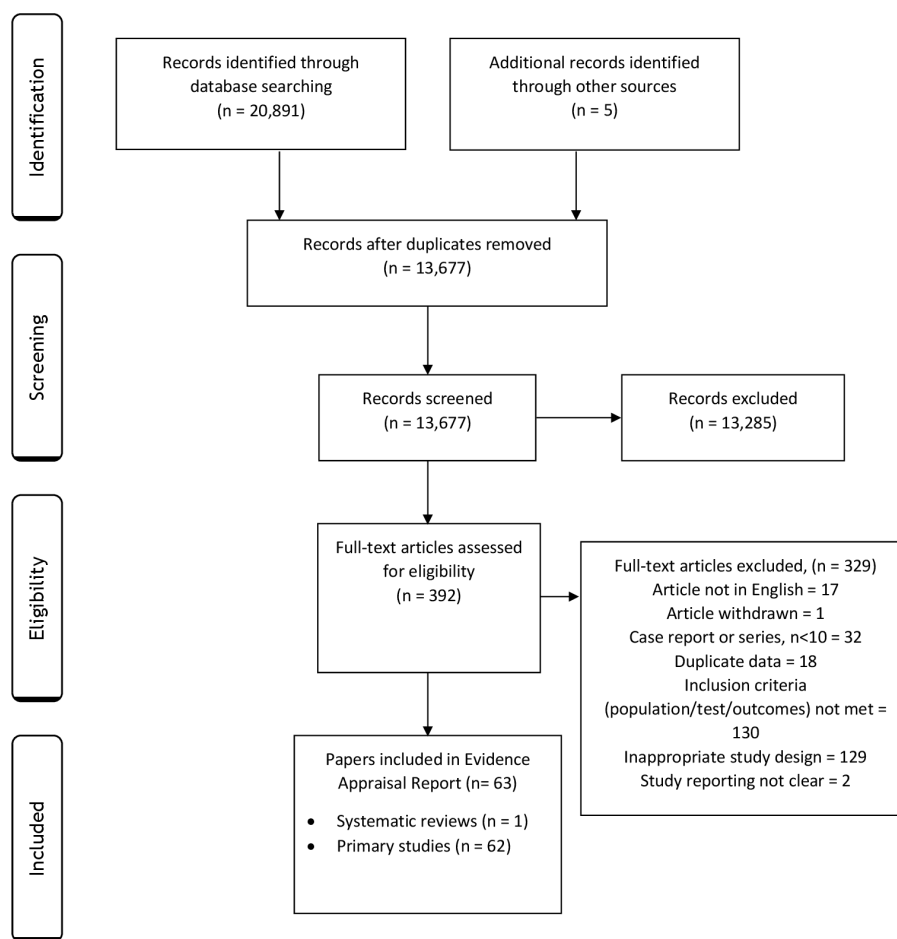 Identification
Records identified through
database searching
(n = 20,891)
Additional records identified
through other sources
(n = 5)
Records after duplicates removed
(n = 13,677)
Screening
Records screened
(n = 13,677)
Records excluded
(n = 13,285)
Eligibility
Full-text articles assessed
for eligibility
(n = 392)
Full-text articles excluded, (n = 329)
Article not in English = 17
Article withdrawn = 1
Case report or series, n<10 = 32
Duplicate data = 18
Inclusion criteria
(population/test/outcomes) not met =
130
Inappropriate study design = 129
Study reporting not clear = 2
Included
Papers included in Evidence
Appraisal Report (n= 63)
• Systematic reviews (n = 1)
• Primary studies (n = 62)